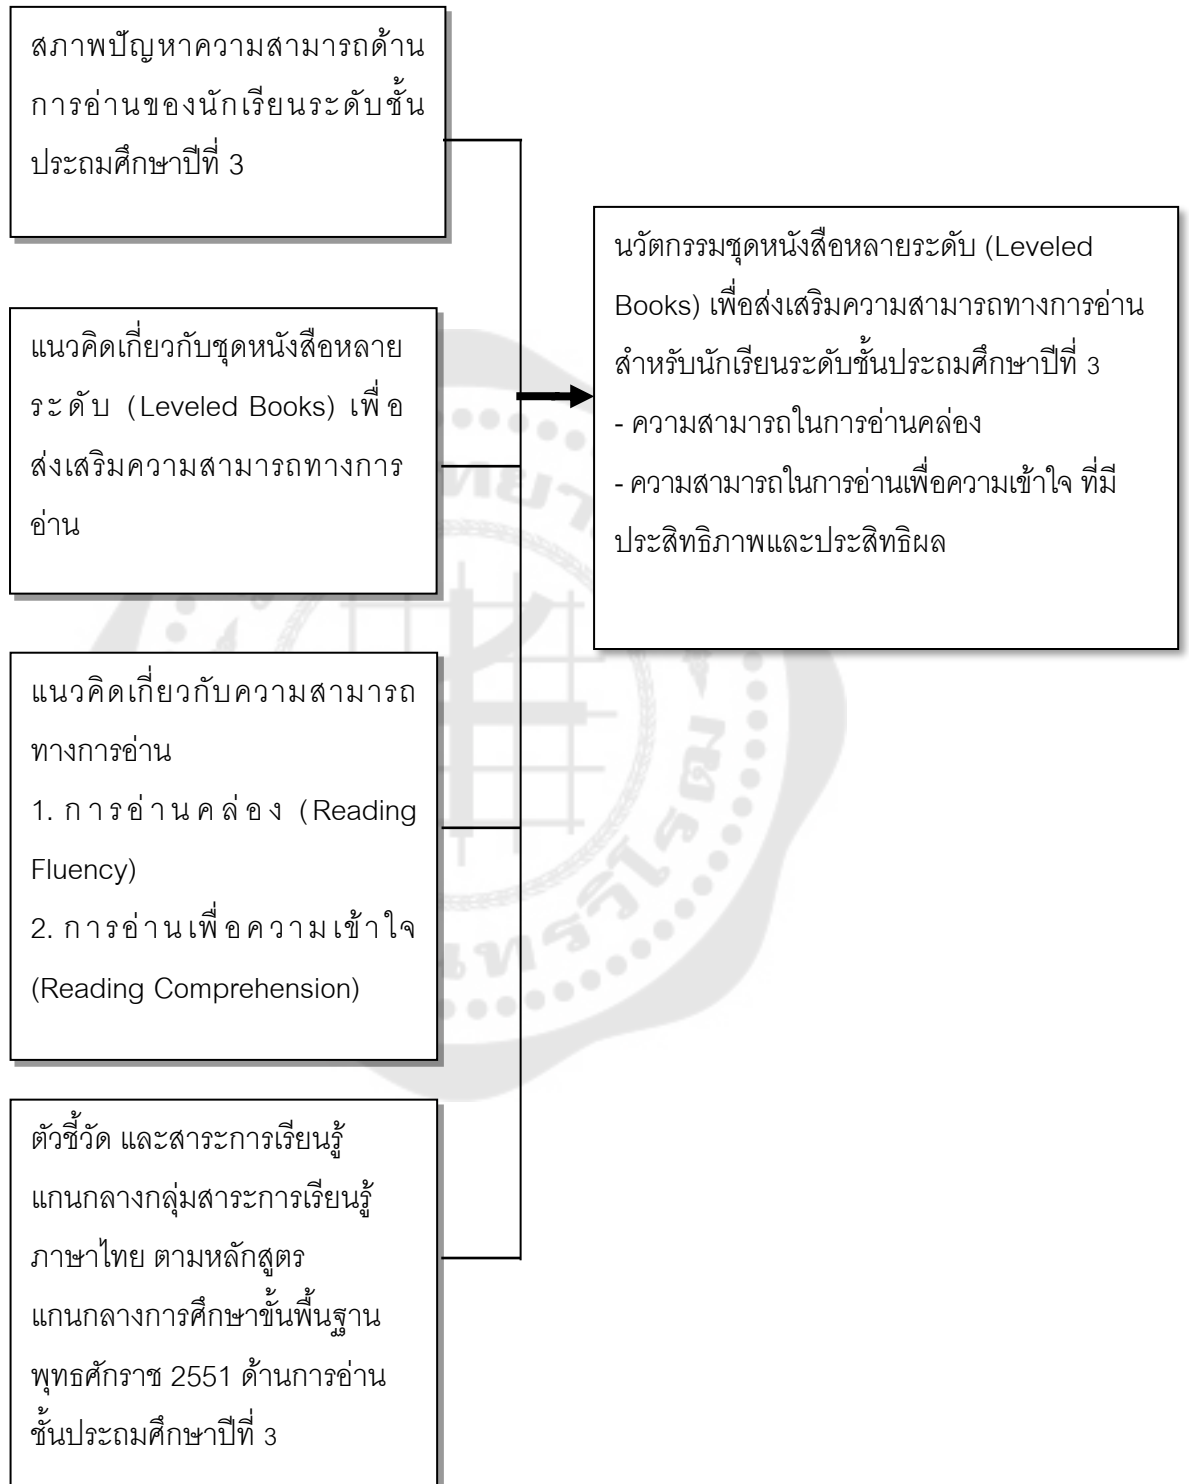 สภาพปัญหาความสามารถด้าน
การอ่านของนักเรียนระดับชั้น
ประถมศึกษาปีที่ 3
แนวคิดเกี่ยวกับชุดหนังสือหลาย
ระดับ (Leveled Books) เพื่อ
ส่งเสริมความสามารถทางการ
อ่าน
แนวคิดเกี่ยวกับความสามารถ
ทางการอ่าน
1. การอ่านคล่อง (Reading
Fluency)
2. การอ่านเพื่อความเข้าใจ
(Reading Comprehension)
ตัวชี้วัด และสาระการเรียนรู้
แกนกลางกลุ่มสาระการเรียนรู้
ภาษาไทย ตามหลักสูตร
แกนกลางการศึกษาขั้นพื้นฐาน
พุทธศักราช 2551 ด้านการอ่าน
ชั้นประถมศึกษาปีที่ 3
นวัตกรรมชุดหนังสือหลายระดับ (Leveled
Books) เพื่อส่งเสริมความสามารถทางการอ่าน
สำหรับนักเรียนระดับชั้นประถมศึกษาปีที่ 3
- ความสามารถในการอ่านคล่อง
- ความสามารถในการอ่านเพื่อความเข้าใจ ที่มี
ประสิทธิภาพและประสิทธิผล